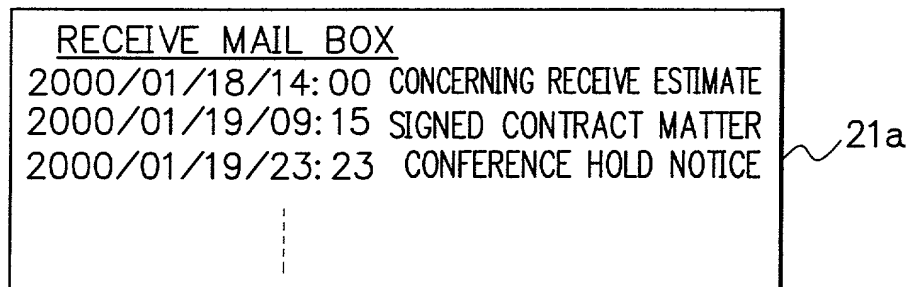 RECEIVE MAIL BOX
2000/01/18/14:00 CONCERNING RECEIVE ESTIMATE
2000/01/19/09:15 SIGNED CONTRACT MATTER
2000/01/19/23:23 CONFERENCE HOLD NOTICE
21a